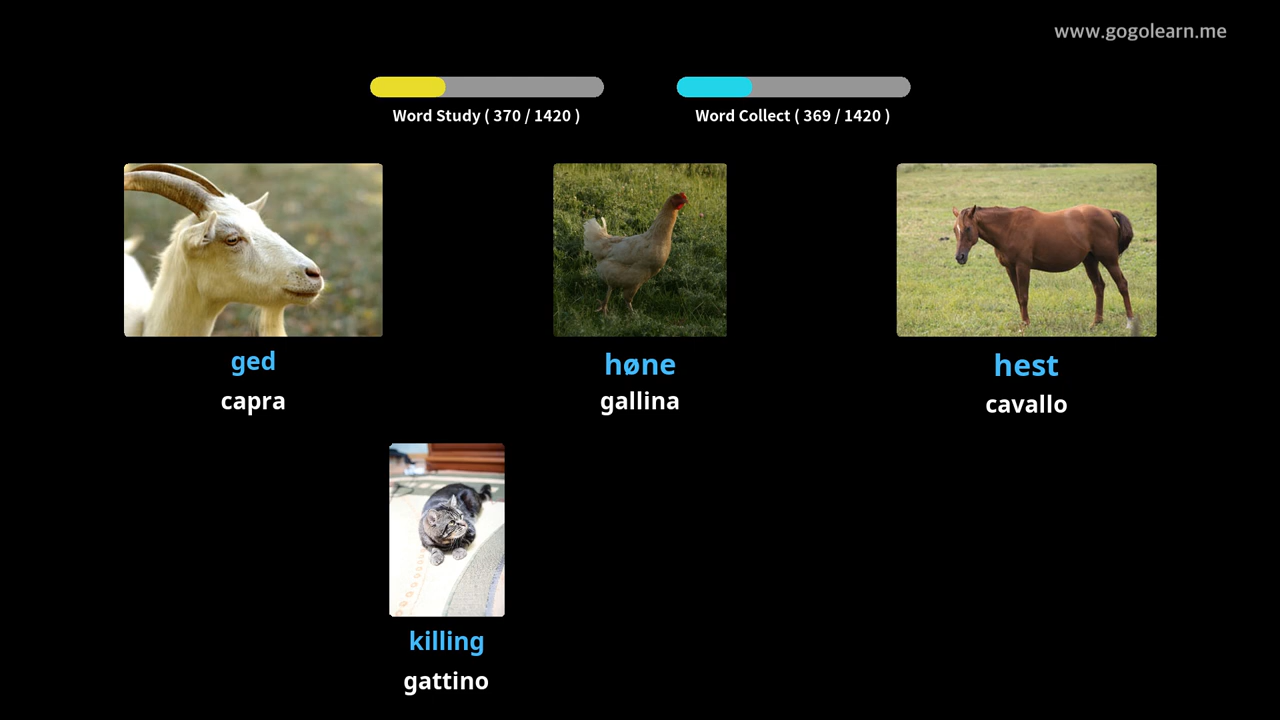 www.gogolearn.me
Word Study ( 370 / 1420 )
Word Collect ( 369 / 1420 )
ged
capra
høne
gallina
hest
cavallo
killing
gattino